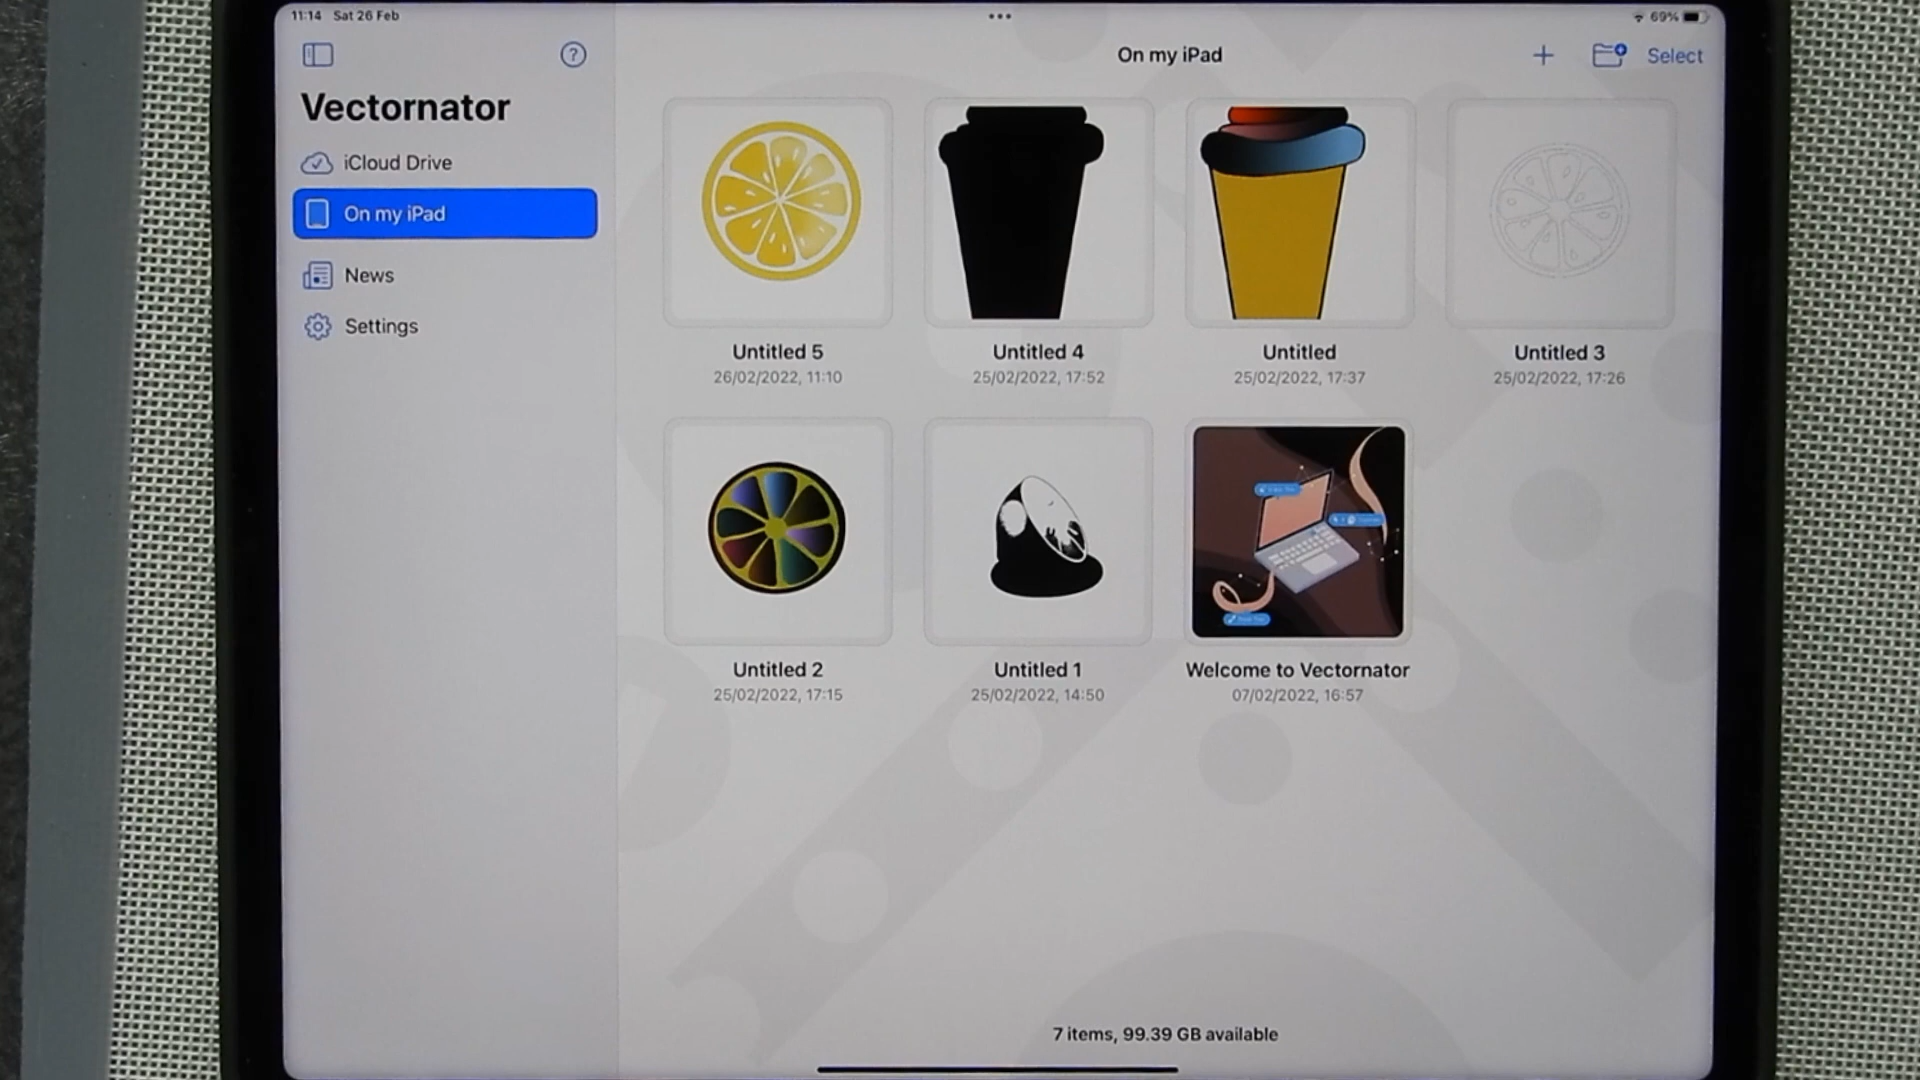 11:14 Sat 26 Feb
69%
On my iPad
Select
Vectornator
iCloud Drive
On my iPad
News
Settings
Untitled 5
26/02/2022, 11:10
Untitled 4
25/02/2022, 17:52
Untitled
25/02/2022, 17:37
Untitled 3
25/02/2022, 17:26
Untitled 2
25/02/2022, 17:15
Untitled 1
25/02/2022, 14:50
Welcome to Vectornator
07/02/2022, 16:57
7 items, 99.39 GB available